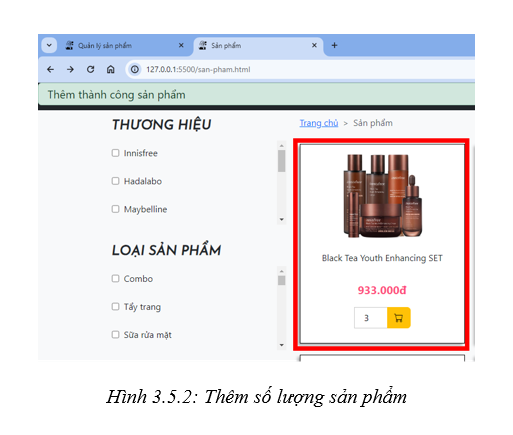 Quản lý sản phẩm
Sản phẩm
127.0.0.1:5500/san-pham.html
Thêm thành công sản phẩm
THƯƠNG HIỆU
Innisfree
Hadalabo
Maybelline
LOẠI SẢN PHẨM
Combo
Tẩy trang
Sữa rửa mặt
Trang chủ > Sản phẩm
Black Tea Youth Enhancing SET
933.000đ
3
Hình 3.5.2: Thêm số lượng sản phẩm